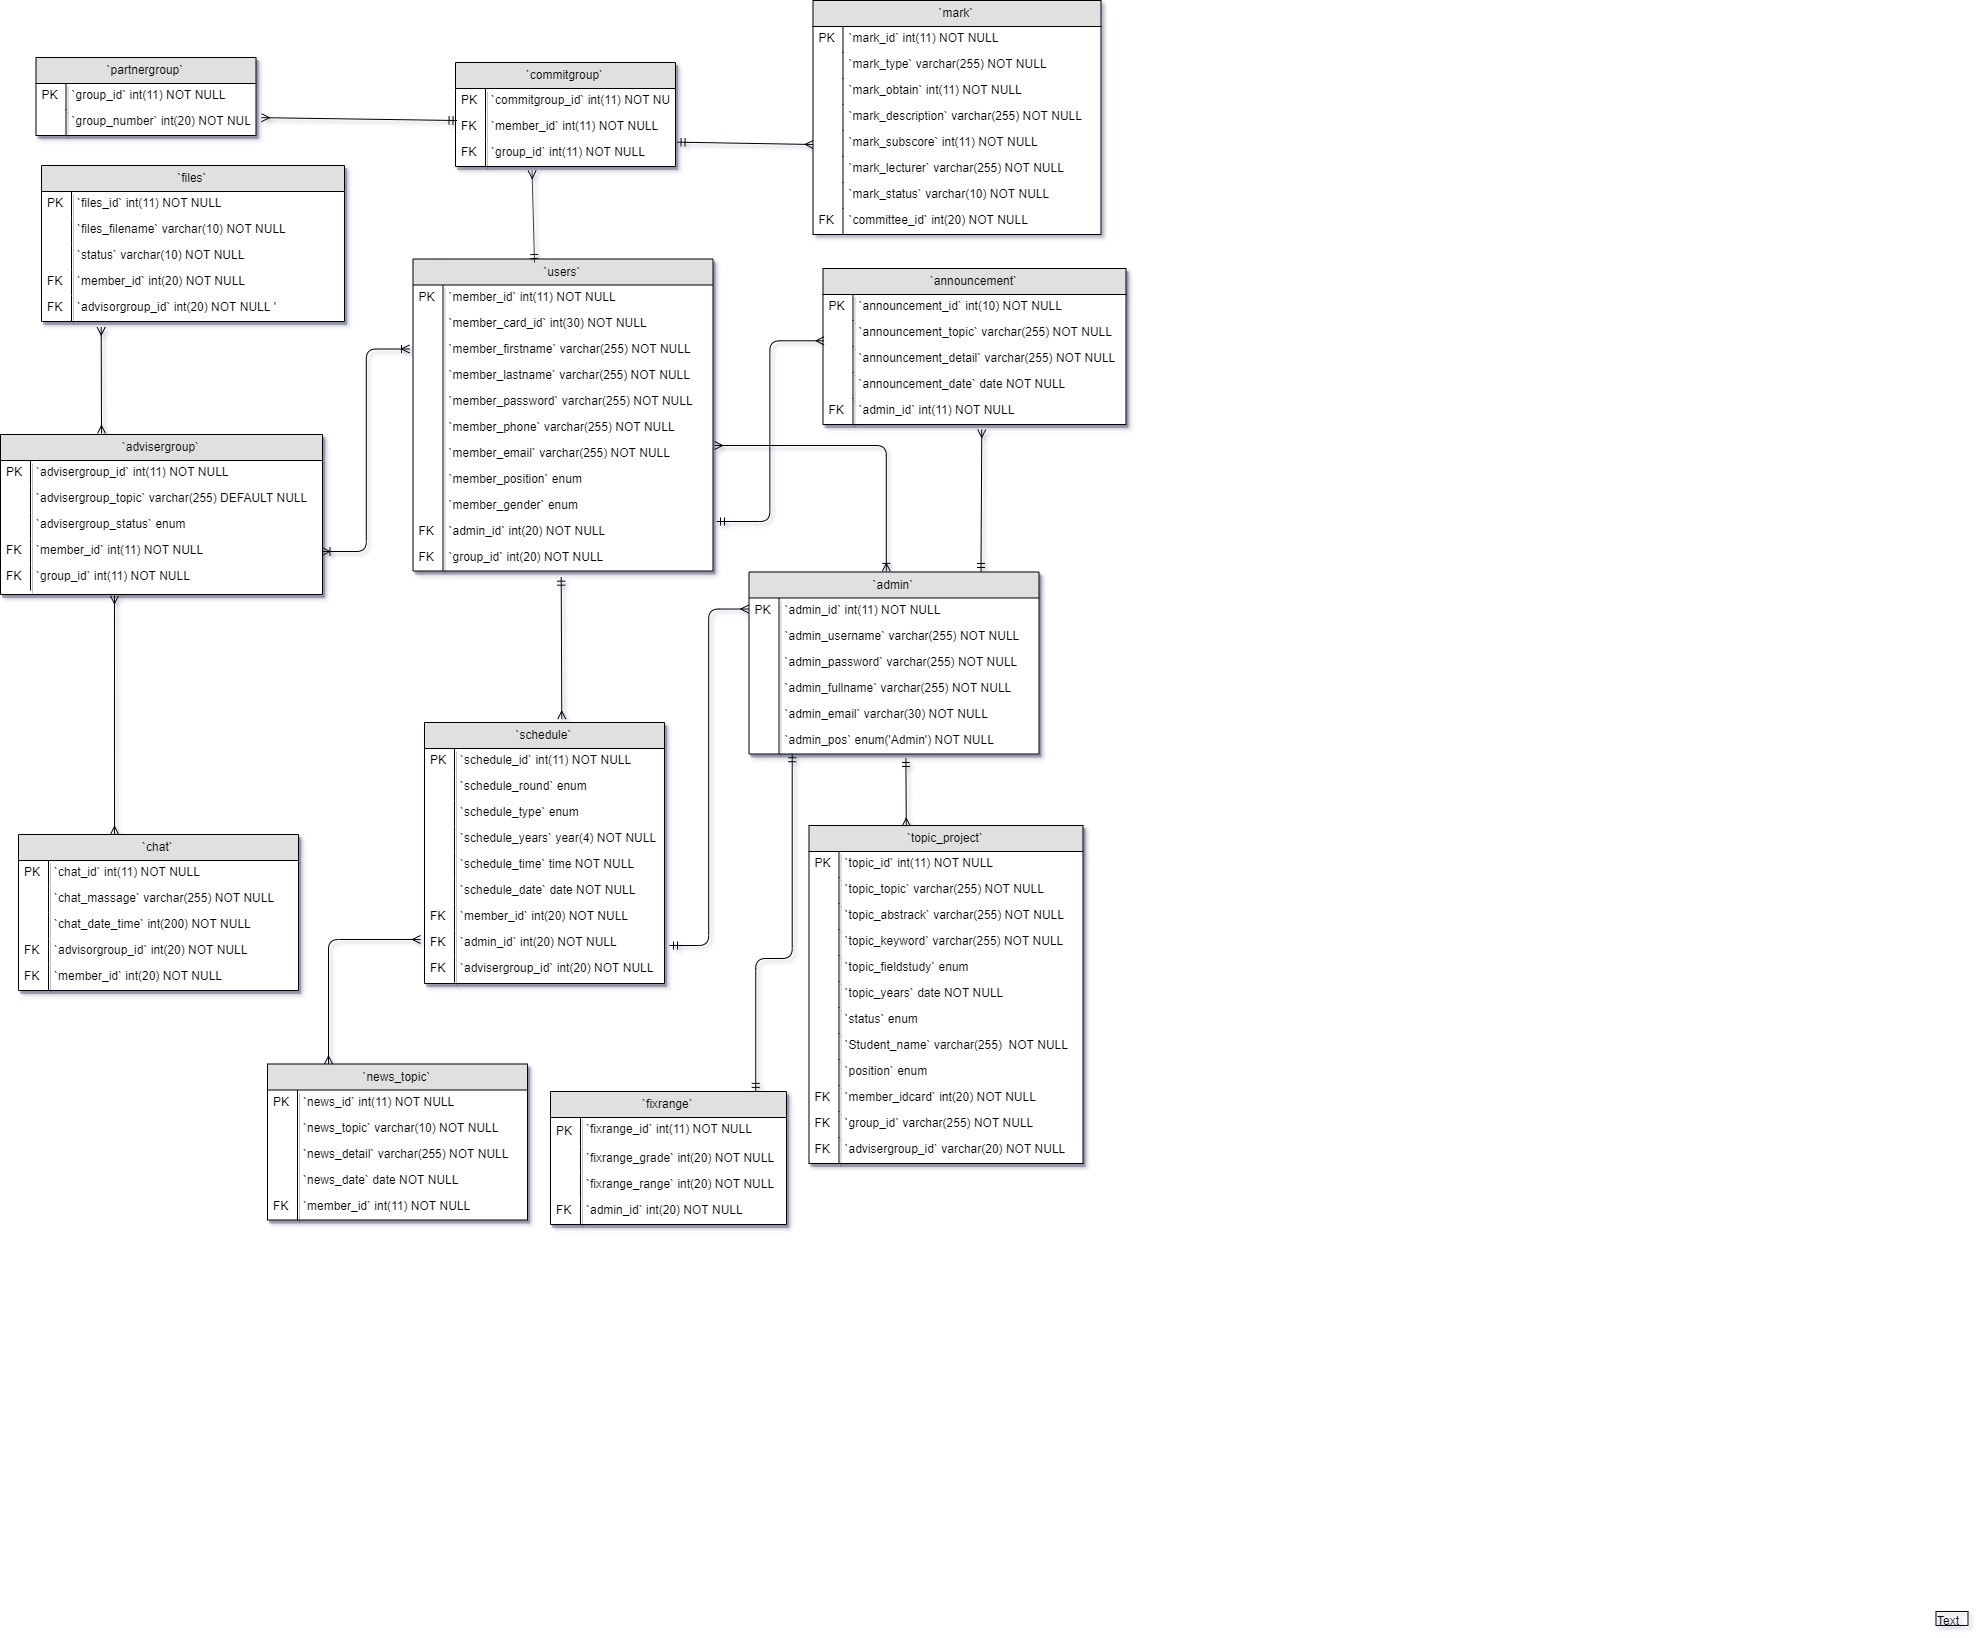 `mark`
PK `mark_id` int(11) NOT NULL
`mark_type` varchar(255) NOT NULL
`mark_obtain` int(11) NOT NULL
`mark_description` varchar(255) NOT NULL
`mark_subscore` int(11) NOT NULL
`mark_lecturer` varchar(255) NOT NULL
`mark_status` varchar(10) NOT NULL
FK `committee_id` int(20) NOT NULL
`partnergroup`
PK `group_id` int(11) NOT NULL
`group_number` int(20) NOT NUL
`commitgroup`
PK `commitgroup_id` int(11) NOT NU
FK `member_id` int(11) NOT NULL
FK `group_id` int(11) NOT NULL
`files`
PK `files_id` int(11) NOT NULL
`files_filename` varchar(10) NOT NULL
`status` varchar(10) NOT NULL
FK `member_id` int(20) NOT NULL
FK `advisorgroup_id` int(20) NOT NULL '
`users`
PK `member_id` int(11) NOT NULL
`member_card_id` int(30) NOT NULL
`member_firstname` varchar(255) NOT NULL
`member_lastname` varchar(255) NOT NULL
`member_password` varchar(255) NOT NULL
`member_phone` varchar(255) NOT NULL
`member_email` varchar(255) NOT NULL
`member_position` enum
`member_gender` enum
FK `admin_id` int(20) NOT NULL
FK `group_id` int(20) NOT NULL
`announcement`
PK `announcement_id` int(10) NOT NULL
`announcement_topic` varchar(255) NOT NULL
`announcement_detail` varchar(255) NOT NULL
`announcement_date` date NOT NULL
FK `admin_id` int(11) NOT NULL
`advisergroup`
PK `advisergroup_id` int(11) NOT NULL
`advisergroup_topic` varchar(255) DEFAULT NULL
`advisergroup_status` enum
FK `member_id` int(11) NOT NULL
FK `group_id` int(11) NOT NULL
`admin`
PK `admin_id` int(11) NOT NULL
`admin_username` varchar(255) NOT NULL
`admin_password` varchar(255) NOT NULL
`admin_fullname` varchar(255) NOT NULL
`admin_email` varchar(30) NOT NULL
`admin_pos` enum('Admin') NOT NULL
`schedule`
PK `schedule_id` int(11) NOT NULL
`schedule_round` enum
`schedule_type` enum
`schedule_years` year(4) NOT NULL
`schedule_time` time NOT NULL
`schedule_date` date NOT NULL
FK `member_id` int(20) NOT NULL
FK `admin_id` int(20) NOT NULL
FK `advisergroup_id` int(20) NOT NULL
`chat`
PK `chat_id` int(11) NOT NULL
`chat_massage` varchar(255) NOT NULL
`chat_date_time` int(200) NOT NULL
FK `advisorgroup_id` int(20) NOT NULL
FK `member_id` int(20) NOT NULL
`topic_project`
PK `topic_id` int(11) NOT NULL
`topic_topic` varchar(255) NOT NULL
`topic_abstrack` varchar(255) NOT NULL
`topic_keyword` varchar(255) NOT NULL
`topic_fieldstudy` enum
`topic_years` date NOT NULL
`status` enum
`Student_name` varchar(255) NOT NULL
`position` enum
FK `member_idcard` int(20) NOT NULL
FK `group_id` varchar(255) NOT NULL
FK `advisergroup_id` varchar(20) NOT NULL
`news_topic`
PK `news_id` int(11) NOT NULL
`news_topic` varchar(10) NOT NULL
`news_detail` varchar(255) NOT NULL
`news_date` date NOT NULL
FK `member_id` int(11) NOT NULL
`fixrange`
PK `fixrange_id` int(11) NOT NULL
`fixrange_grade` int(20) NOT NULL
`fixrange_range` int(20) NOT NULL
FK `admin_id` int(20) NOT NULL
Text